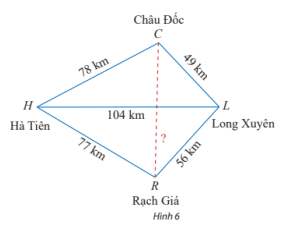 Châu Đốc
C
78 km
49 km
H
L
104 km
Hà Tiên
Long Xuyên
?
77 km
56 km
R
Rạch Giá
Hình 6